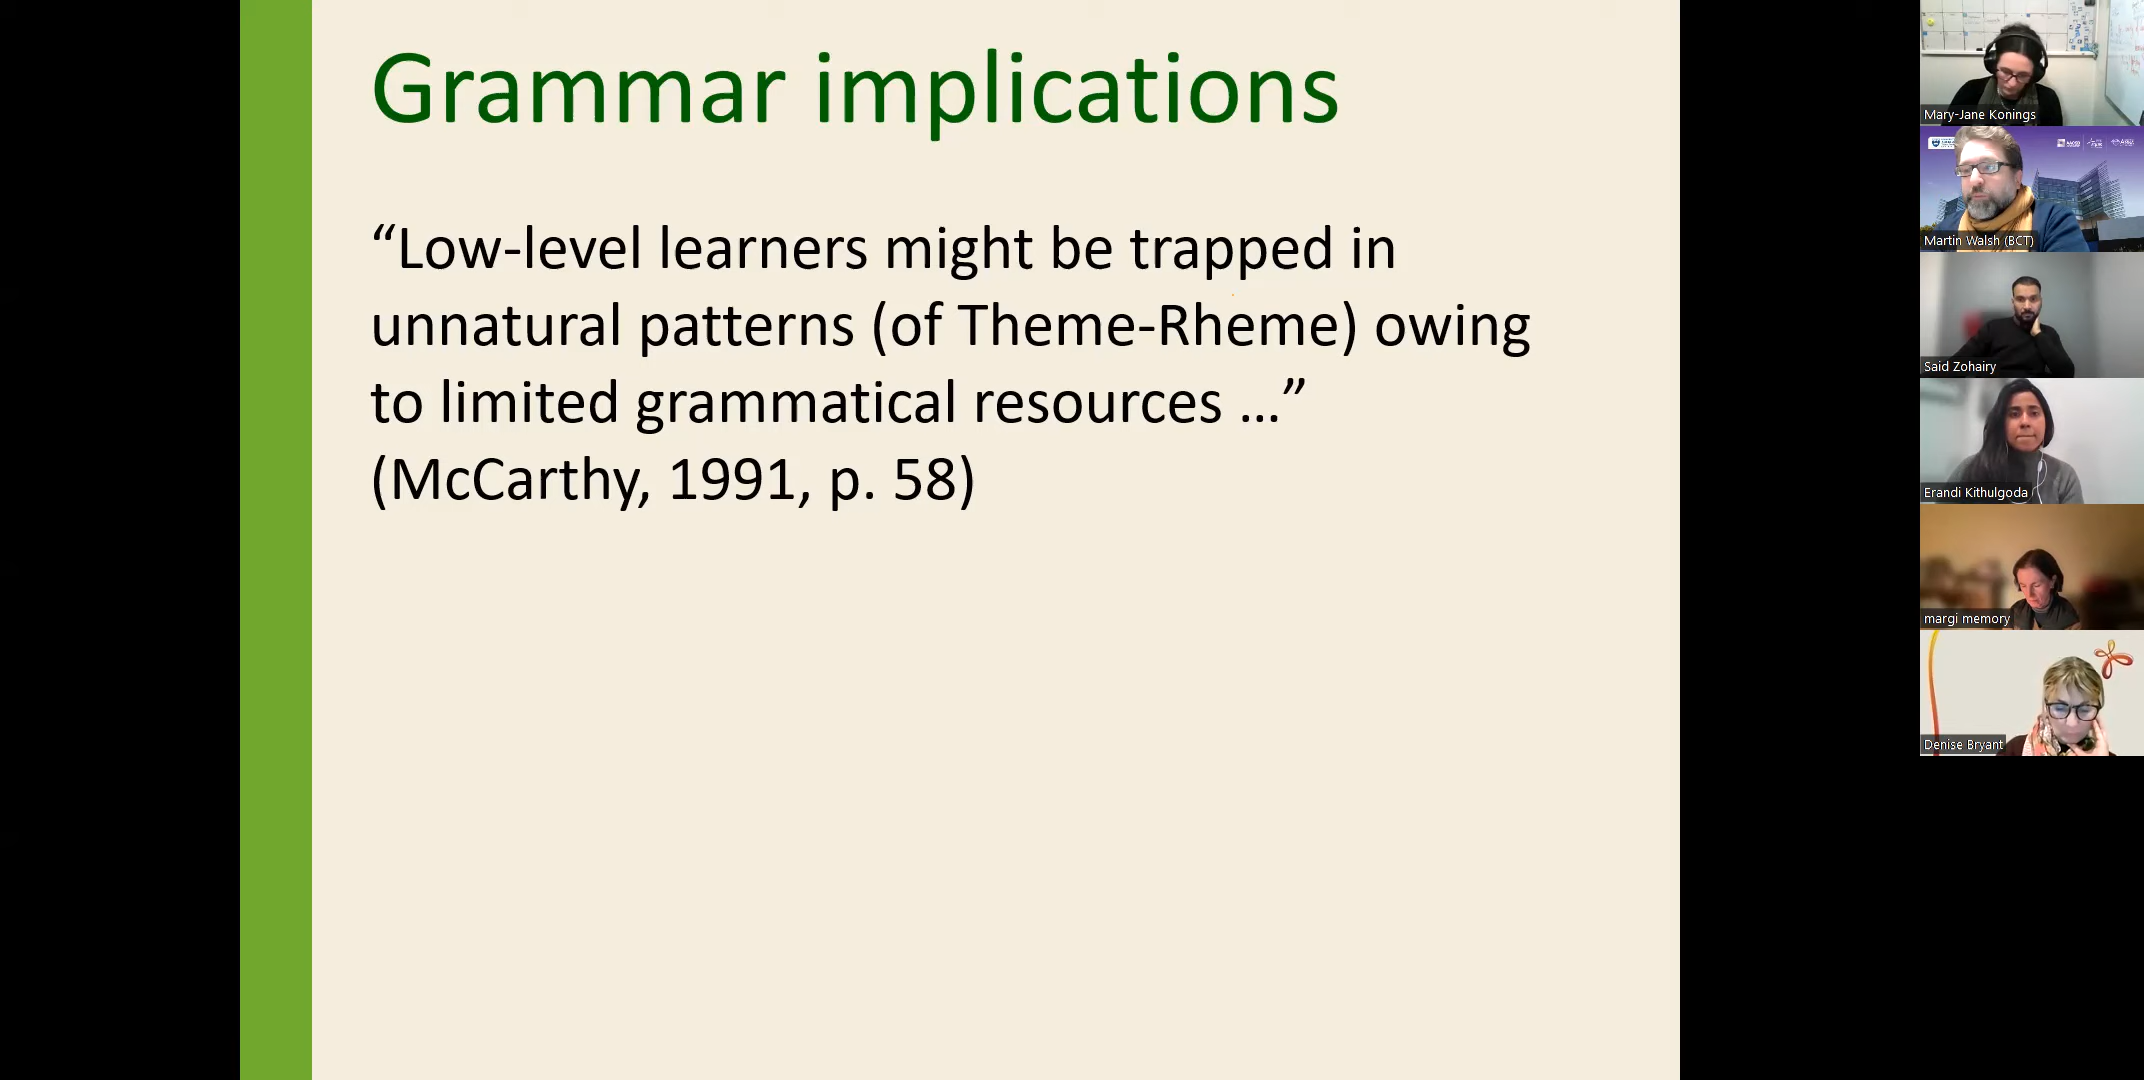 Grammar implications
“Low-level learners might be trapped in
unnatural patterns (of Theme-Rheme) owing
to limited grammatical resources …”
(McCarthy, 1991, p. 58)
Mary-Jane Konings
Martin Walsh (BCT)
Said Zohairy
Erandi Kithulgoda
margi memory
Denise Bryant